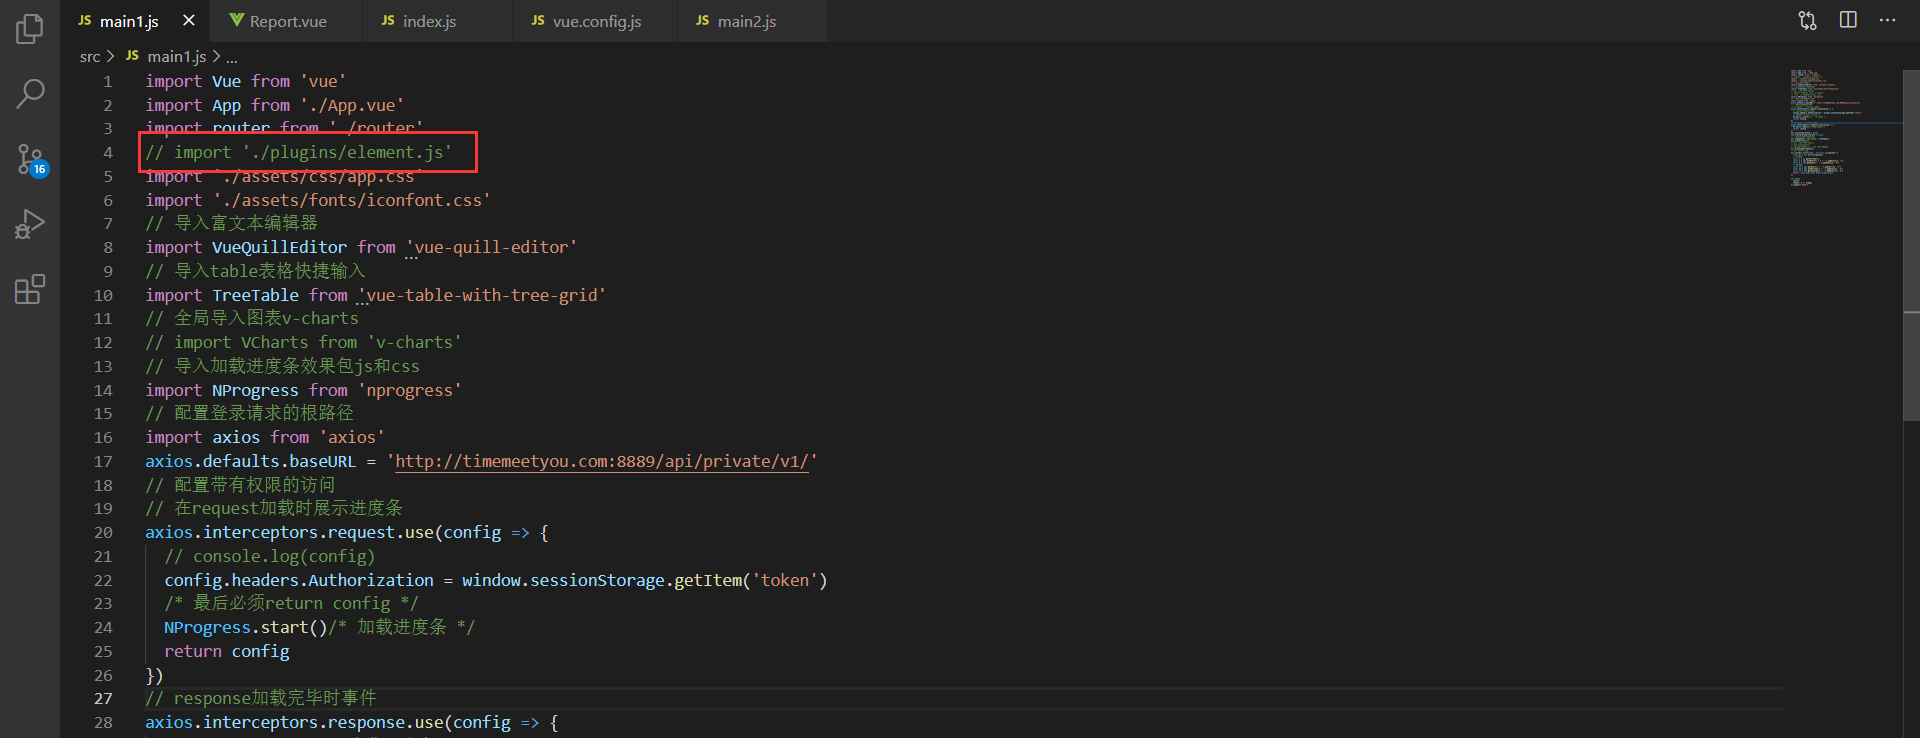 JS main1.js × Report.vue JS index.js JS vue.config.js JS main2.js ···
src > JS main1.js > ...
16
1 import Vue from 'vue'
2 import App from './App.vue'
3 import router from './router'
4 // import './plugins/element.js'
5 import './assets/css/app.css'
6 import './assets/fonts/iconfont.css'
7 // 导入富文本编辑器
8 import VueQuillEditor from 'vue-quill-editor'
9 // 导入table表格快捷输入
10 import TreeTable from 'vue-table-with-tree-grid'
11 // 全局导入图表v-charts
12 // import VCharts from 'v-charts'
13 // 导入加载进度条效果包js和css
14 import NProgress from 'nprogress'
15 // 配置登录请求的根路径
16 import axios from 'axios'
17 axios.defaults.baseURL = 'http://timemeetyou.com:8889/api/private/v1/'
18 // 配置带有权限的访问
19 // 在request加载时展示进度条
20 axios.interceptors.request.use(config => {
21 // console.log(config)
22 config.headers.Authorization = window.sessionStorage.getItem('token')
23 /* 最后必须return config */
24 NProgress.start()/* 加载进度条 */
25 return config
26 })
27 // response加载完毕时事件
28 axios.interceptors.response.use(config => {